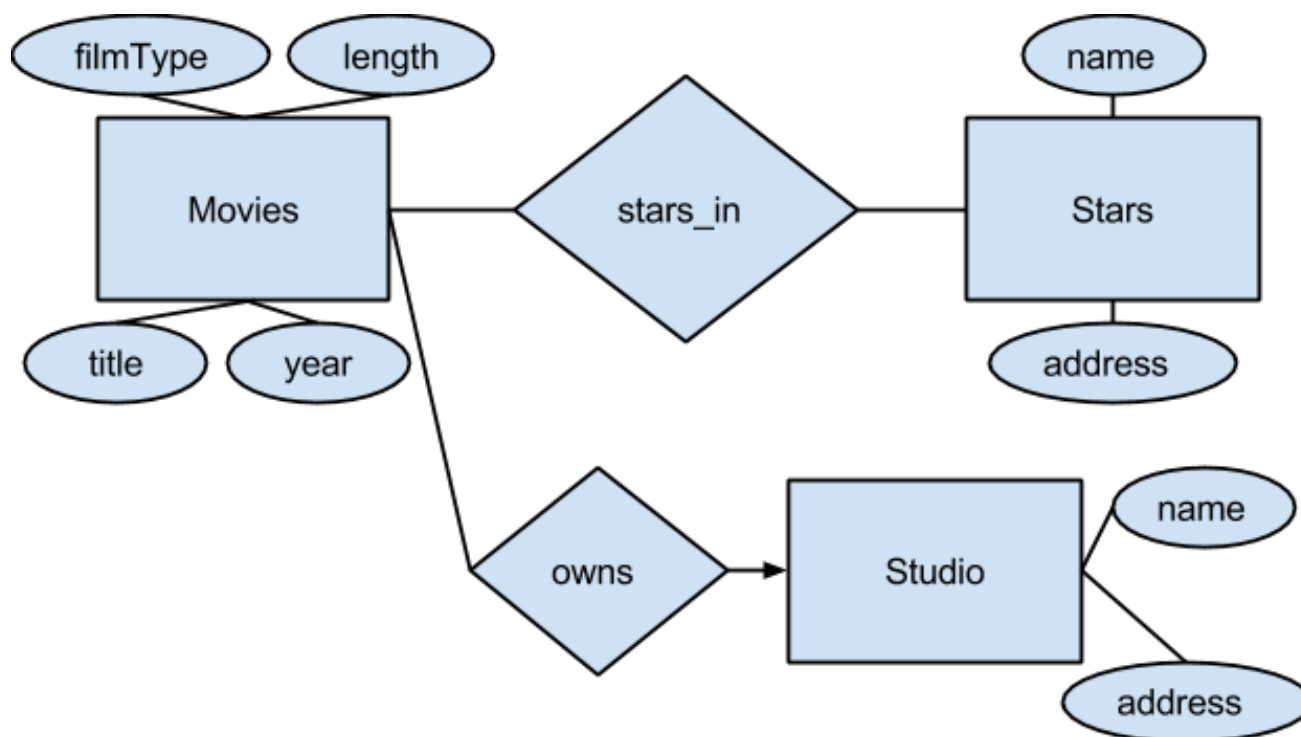 filmType
length
name
Movies
stars_in
Stars
title
year
address
name
owns
Studio
address